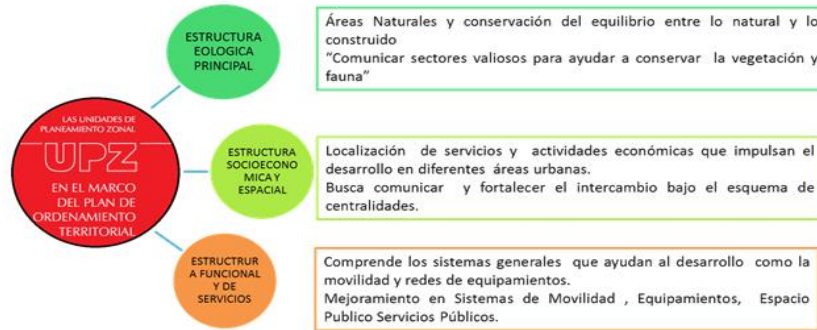 LAS UNIDADES DE
PLANEAMIENTO ZONAL
UPZ
EN EL MARCO
DEL PLAN DE
ORDENAMIENTO
TERRITORIAL
ESTRUCTURA
EOLOGICA
PRINCIPAL
Áreas Naturales y conservación del equilibrio entre lo natural y lo
construido
“Comunicar sectores valiosos para ayudar a conservar la vegetación y
fauna”
ESTRUCTURA
SOCIOECONO
MICA Y
ESPACIAL
Localización de servicios y actividades económicas que impulsan el
desarrollo en diferentes áreas urbanas.
Busca comunicar y fortalecer el intercambio bajo el esquema de
centralidades.
ESTRUCTRUR
A FUNCIONAL
Y DE
SERVICIOS
Comprende los sistemas generales que ayudan al desarrollo como la
movilidad y redes de equipamientos.
Mejoramiento en Sistemas de Movilidad , Equipamientos, Espacio
Publico Servicios Públicos.